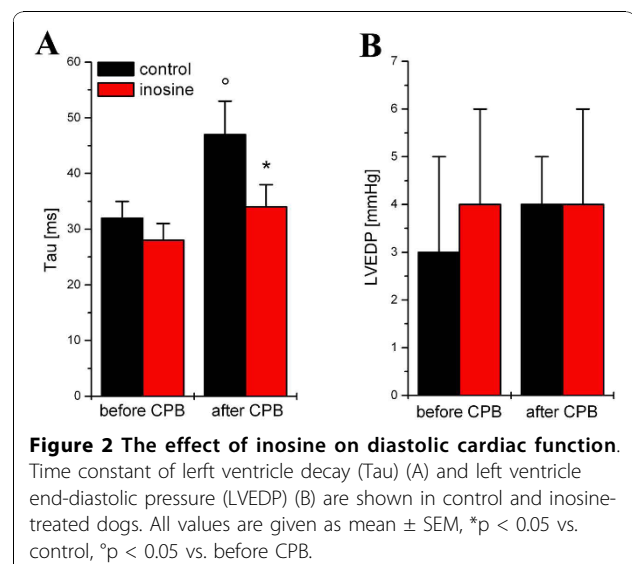 A
B
control
inosine
60
50
40
30
20
10
0
Tau [ms]
°
*
before CPB after CPB
7
6
5
4
3
2
1
0
LVEDP [mmHg]
before CPB after CPB
Figure 2 The effect of inosine on diastolic cardiac function.
Time constant of lerft ventricle decay (Tau) (A) and left ventricle
end-diastolic pressure (LVEDP) (B) are shown in control and inosine-
treated dogs. All values are given as mean ± SEM, *p < 0.05 vs.
control, °p < 0.05 vs. before CPB.